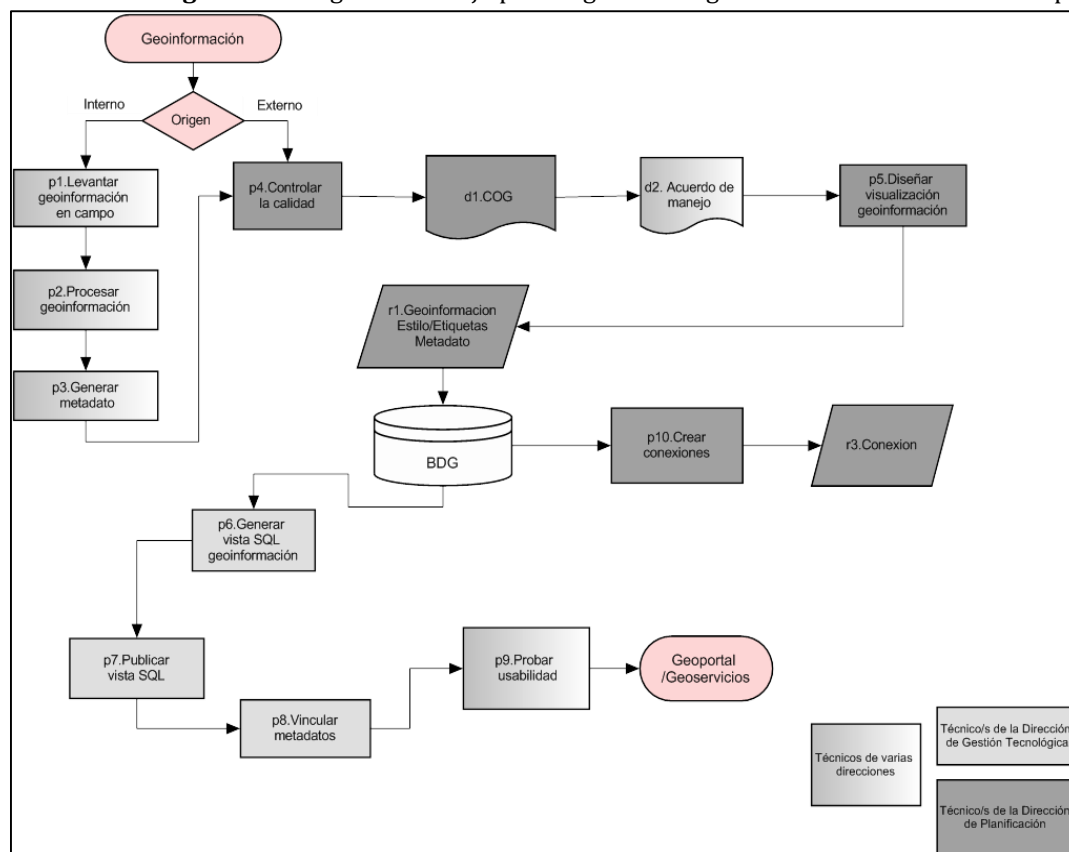 Geoinformación
Interno
Externo
Origen
p1.Levantar
geoinformación
en campo
p4.Controlar
la calidad
d1.COG
d2. Acuerdo de
manejo
p5.Diseñar
visualización
geoinformación
p2.Procesar
geoinformación
r1.Geoinformacion
Estilo/Etiquetas
Metadato
p3.Generar
metadato
BDG
p10.Crear
conexiones
r3.Conexion
p6.Generar
vista SQL
geoinformación
p7.Publicar
vista SQL
p8.Vincular
metadatos
p9.Probar
usabilidad
Geoportal
/Geoservicios
Técnicos de varias
direcciones
Técnico/s de la Dirección
de Gestión Tecnológica
Técnico/s de la Dirección
de Planificación